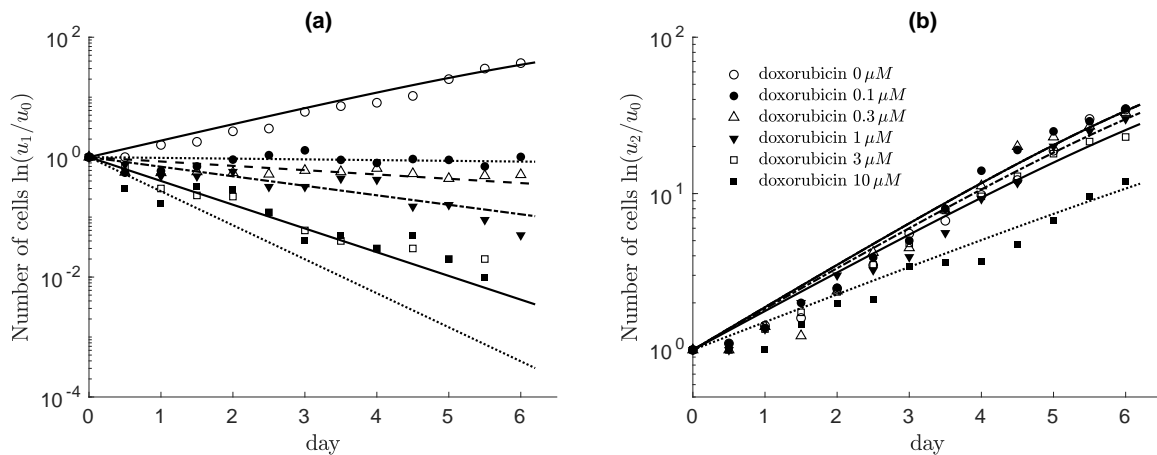 (a)
10^2
10^0
10^-2
10^-4
Number of cells ln(u_1/u_0)
0 1 2 3 4 5 6
day
(b)
10^2
10^1
10^0
Number of cells ln(u_2/u_0)
doxorubicin 0 μM
doxorubicin 0.1 μM
doxorubicin 0.3 μM
doxorubicin 1 μM
doxorubicin 3 μM
doxorubicin 10 μM
0 1 2 3 4 5 6
day